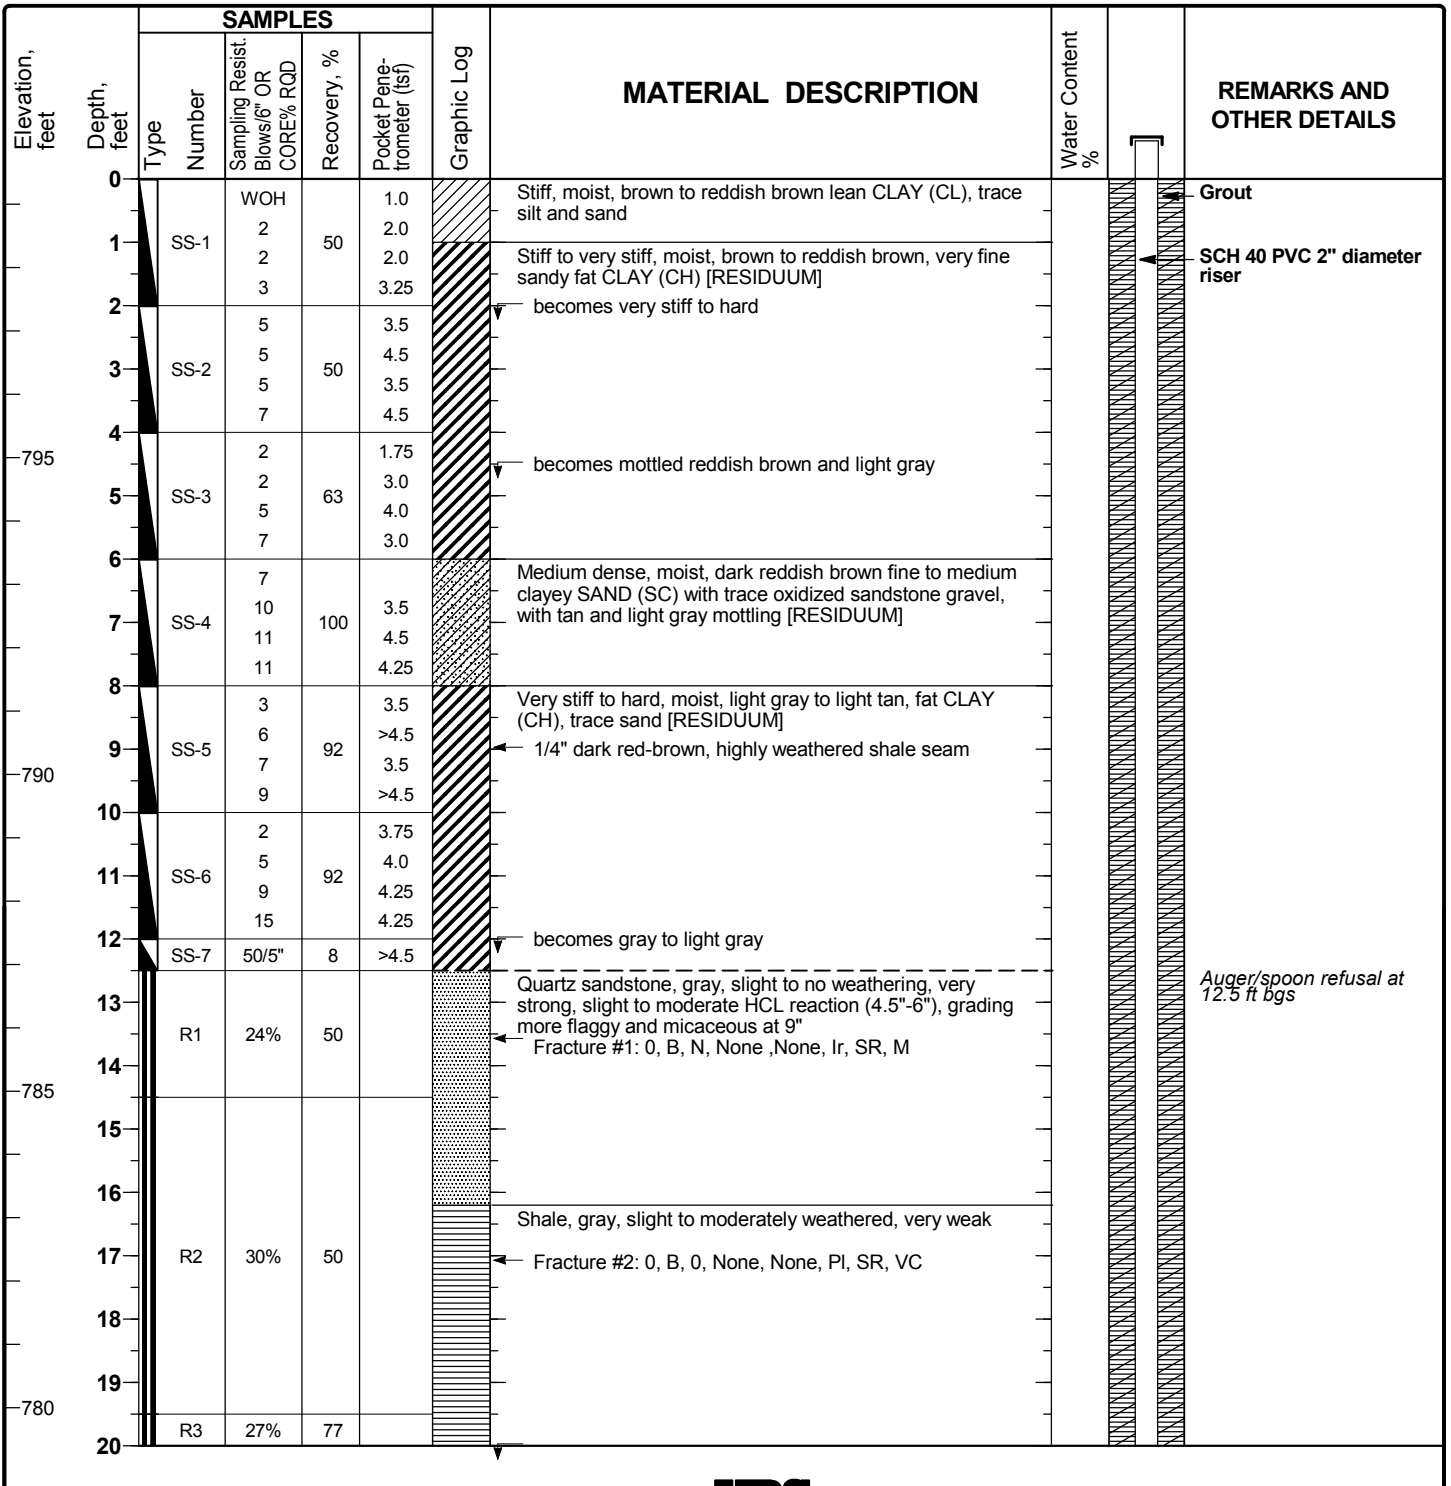 Elevation,
feet
Depth,
feet
SAMPLES
Type
Number
Sampling Resist.
Blows/6" OR
CORE% RQD
Recovery, %
Pocket Pene-
trometer (tsf)
Graphic Log
MATERIAL DESCRIPTION
Water Content
%
REMARKS AND
OTHER DETAILS
0
WOH 1.0
2 2.0
1 SS-1 50
2 2.0
3 3.25
Stiff, moist, brown to reddish brown lean CLAY (CL), trace
silt and sand
Grout
Stiff to very stiff, moist, brown to reddish brown, very fine
sandy fat CLAY (CH) [RESIDUUM]
SCH 40 PVC 2" diameter
riser
2
becomes very stiff to hard
5 3.5
5 4.5
3 SS-2 50
5 3.5
7 4.5
4
795
2 1.75
becomes mottled reddish brown and light gray
2 3.0
5 SS-3 63
5 4.0
7 3.0
6
Medium dense, moist, dark reddish brown fine to medium
clayey SAND (SC) with trace oxidized sandstone gravel,
with tan and light gray mottling [RESIDUUM]
7
10 3.5
7 SS-4 100
11 4.5
11 4.25
8
Very stiff to hard, moist, light gray to light tan, fat CLAY
(CH), trace sand [RESIDUUM]
3 3.5
6 >4.5
9 SS-5 92
1/4" dark red-brown, highly weathered shale seam
7 3.5
790
9 >4.5
10
2 3.75
5 4.0
11 SS-6 92
9 4.25
15 4.25
12
becomes gray to light gray
SS-7 50/5" 8 >4.5
Quartz sandstone, gray, slight to no weathering, very
strong, slight to moderate HCL reaction (4.5"-6"), grading
more flaggy and micaceous at 9"
Auger/spoon refusal at
12.5 ft bgs
13
R1 24% 50
Fracture #1: 0, B, N, None ,None, Ir, SR, M
14
785
15
16
Shale, gray, slight to moderately weathered, very weak
17 R2 30% 50
Fracture #2: 0, B, 0, None, None, Pl, SR, VC
18
19
780
R3 27% 77
20